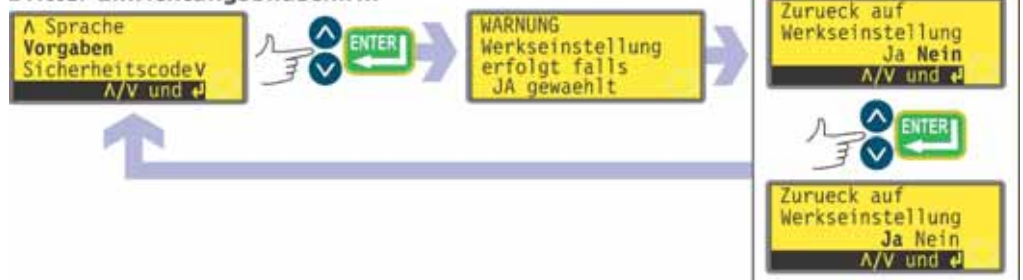 Λ Sprache
Vorgaben
SicherheitscodeV
Λ/V und ↲
ENTER
WARNUNG
Werkseinstellung
erfolgt falls
JA gewaehlt
Zurueck auf
Werkseinstellung
Ja Nein
Λ/V und ↲
ENTER
Zurueck auf
Werkseinstellung
Ja Nein
Λ/V und ↲